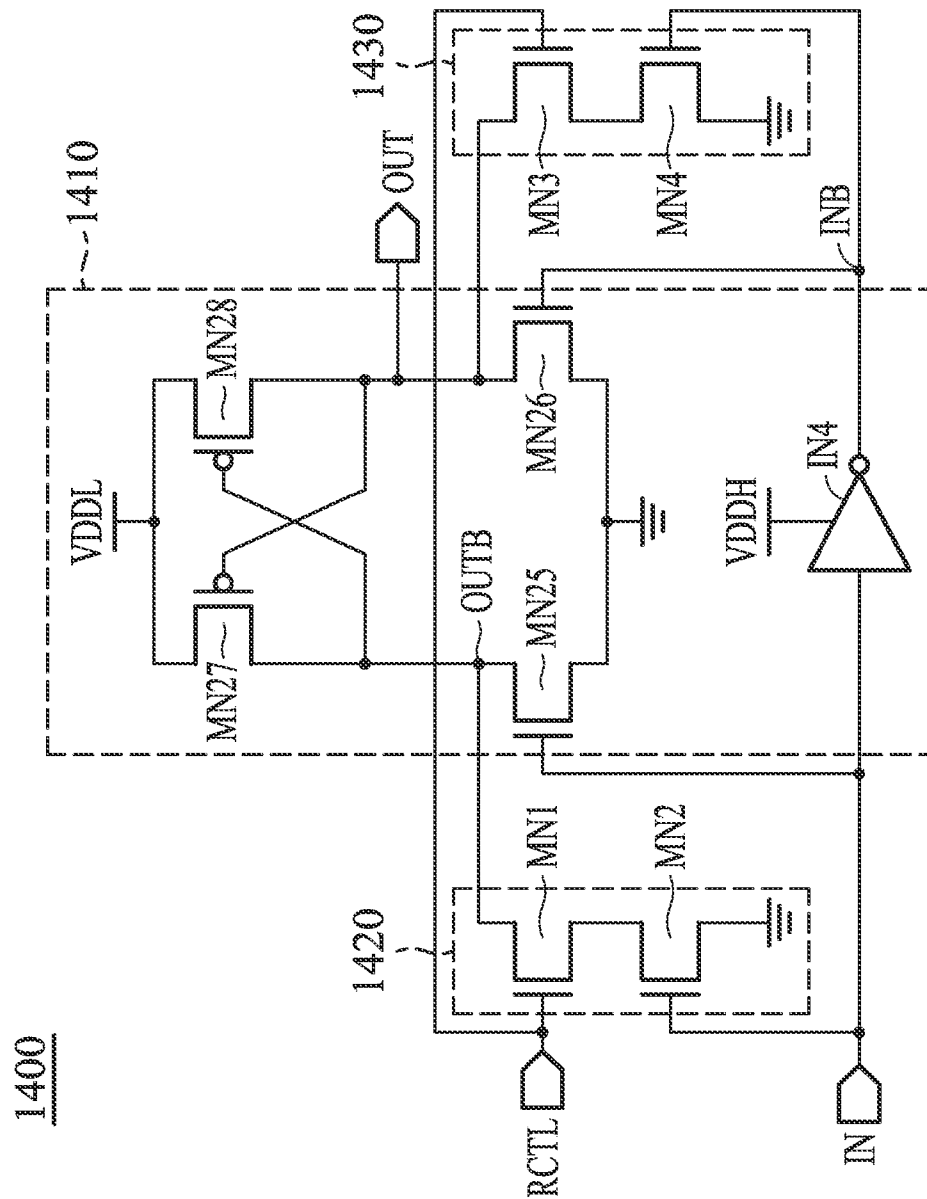 1400
1410
VDDL
MN27
MN28
OUT
1420
1430
OUTB
RCTL
MN1
MN25
MN26
MN3
MN2
MN4
VDDH
IN4
INB
IN